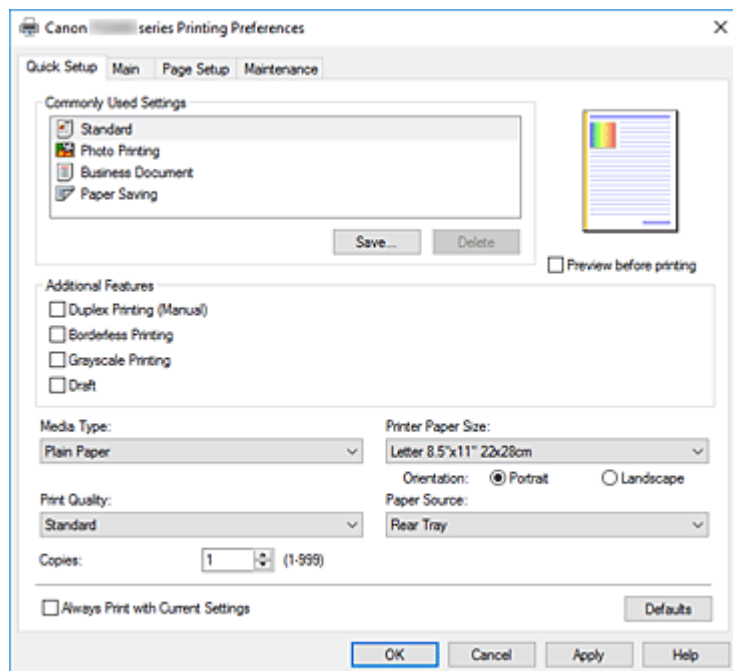 Canon series Printing Preferences
Quick Setup Main Page Setup Maintenance
Commonly Used Settings
Standard
Photo Printing
Business Document
Paper Saving
Save... Delete
Preview before printing
Additional Features
Duplex Printing (Manual)
Borderless Printing
Grayscale Printing
Draft
Media Type: Printer Paper Size:
Plain Paper Letter 8.5"x11" 22x28cm
Orientation: Portrait Landscape
Print Quality: Paper Source:
Standard Rear Tray
Copies: 1 (1-999)
Always Print with Current Settings Defaults
OK Cancel Apply Help